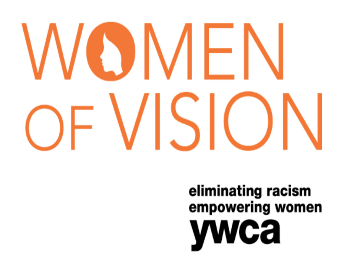 WOMEN
OF VISION
eliminating racism
empowering women
ywca